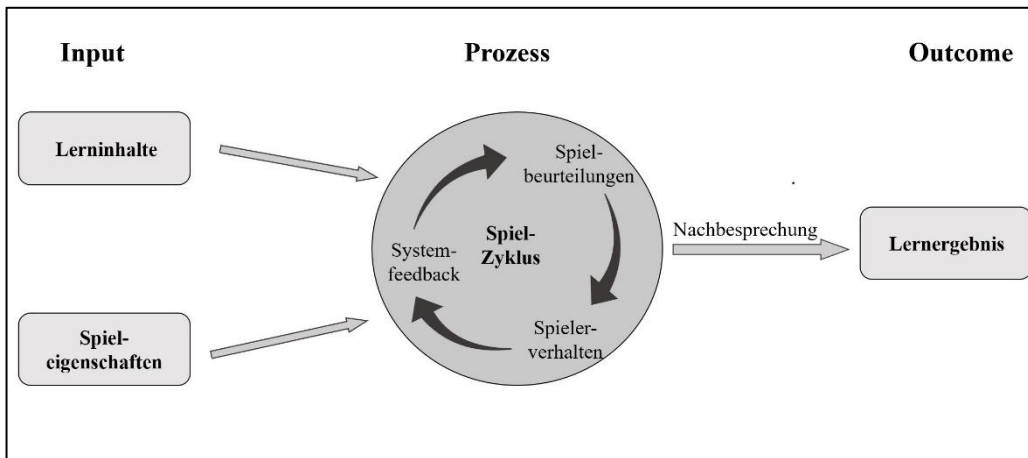 Input
Prozess
Outcome
Lerninhalte
Spiel-
eigenschaften
Spiel-
beurteilungen
System-
feedback
Spiel-
Zyklus
Spieler-
verhalten
Nachbesprechung
Lernergebnis